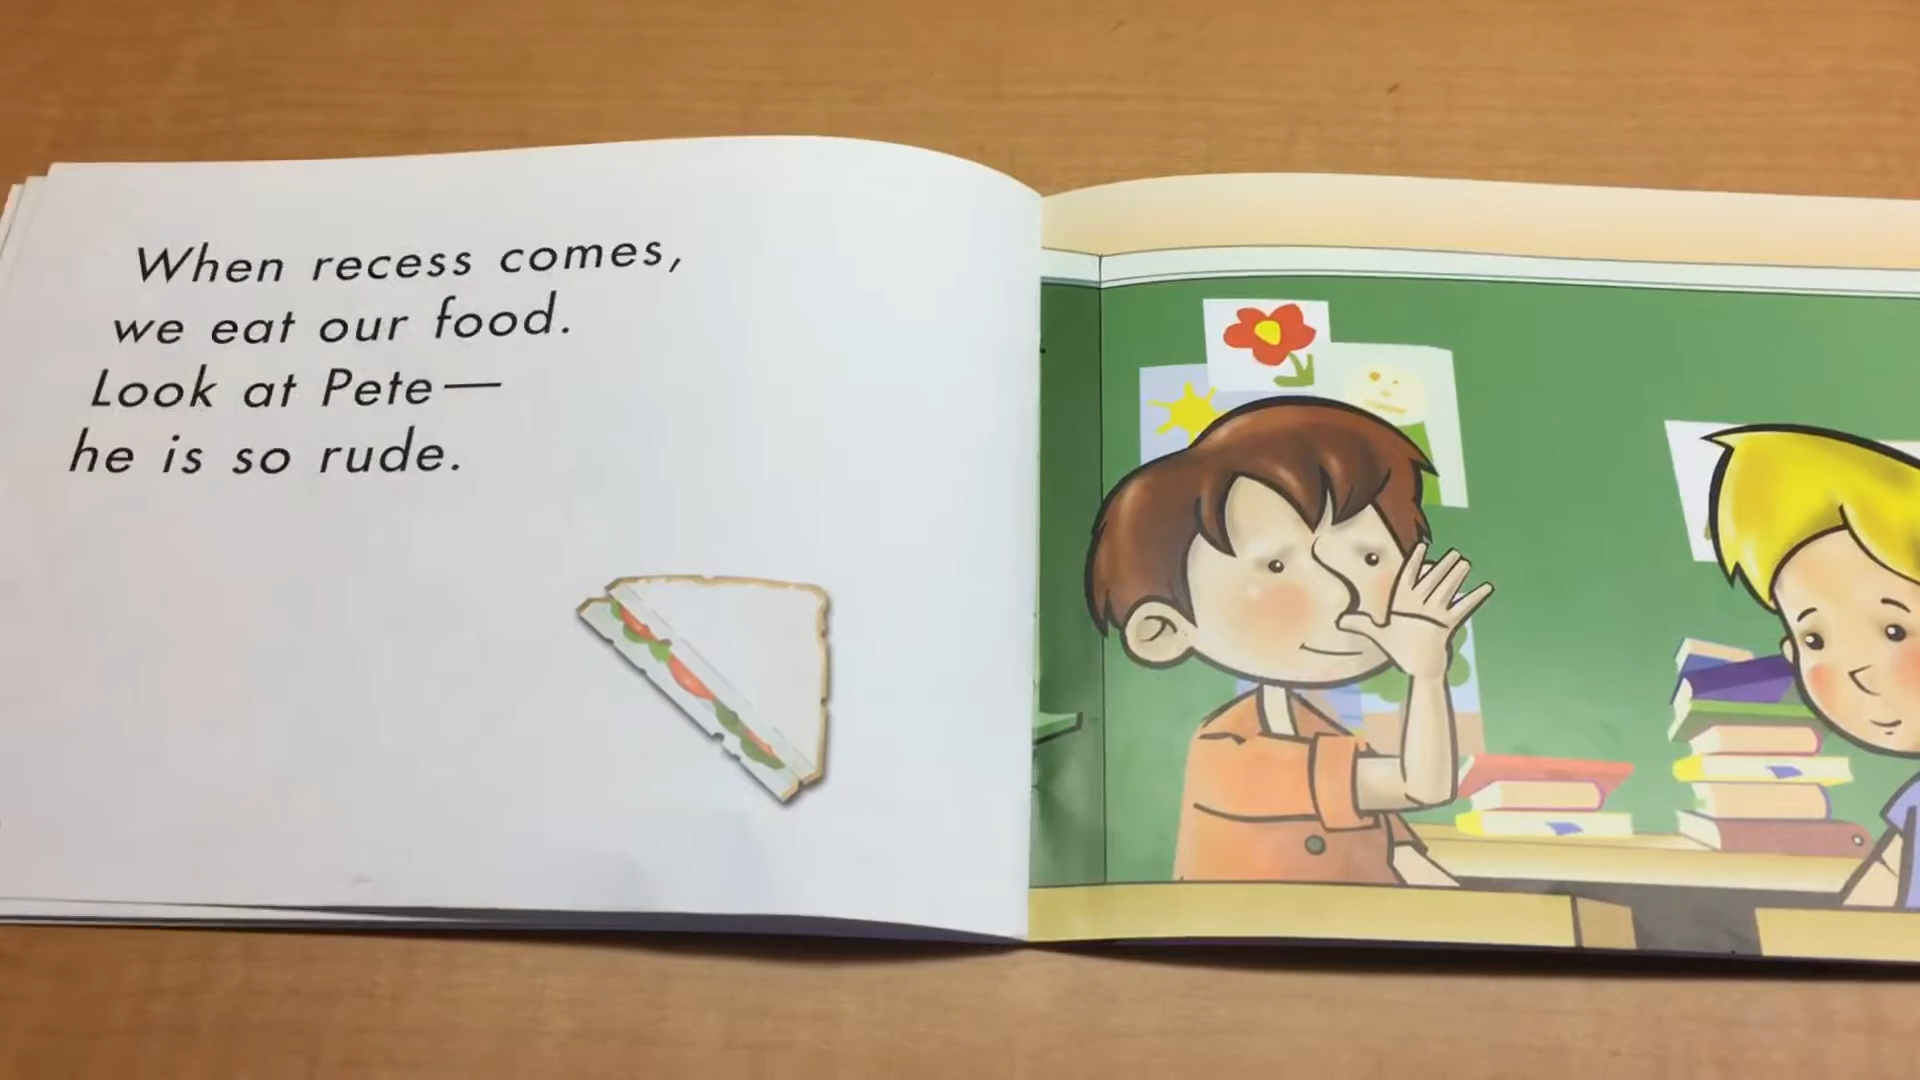 When recess comes,
we eat our food.
Look at Pete—
he is so rude.